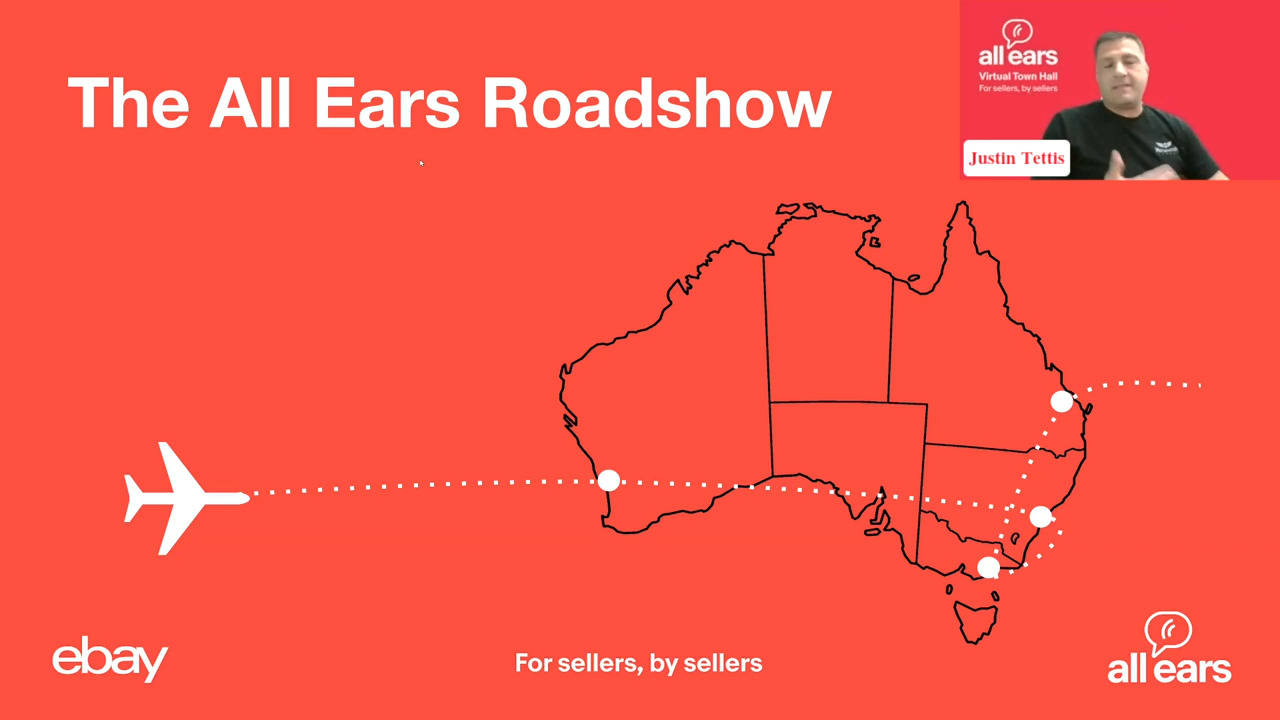 The All Ears Roadshow
all ears
Virtual Town Hall
For sellers, by sellers
Justin Tettis
ebay
For sellers, by sellers
all ears